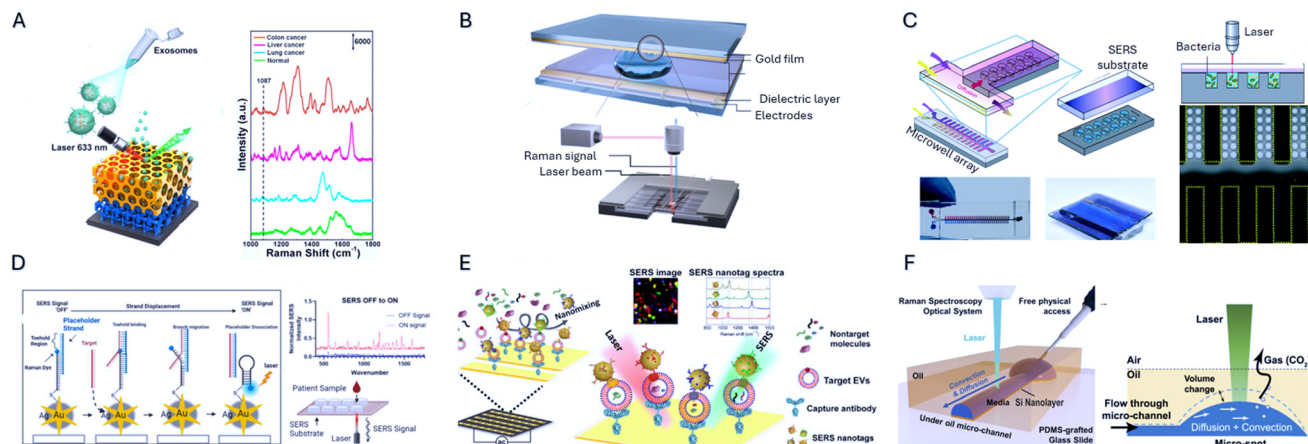 A
Exosomes
Laser 633 nm
Colon cancer
Liver cancer
Lung cancer
Normal
6000
1087
Intensity (a.u.)
1000 1200 1400 1600 1800
Raman Shift (cm⁻¹)
B
Gold film
Dielectric layer
Electrodes
Raman signal
Laser beam
C
Diffusion
Microwell array
SERS
substrate
Laser
Bacteria
D
SERS Signal
'OFF'
Strand Displacement
SERS Signal
'ON'
Placeholder
Strand
Toehold
Region
Target
Raman Dye
Toehold binding
Branch migration
Placeholder Dissociation
laser
Ag Au
Ag Au
Ag Au
Ag Au
SERS OFF to ON
OFF Signal
ON signal
Normalized SERS
Intensity
500 1000 1500
Wavenumber
Patient Sample
SERS
Substrate
Laser
SERS Signal
E
Nanomixing
SERS image
SERS nanotag spectra
Raman shift (cm⁻¹)
Laser
SERS
ac
Nontarget
molecules
Target EVs
Capture antibody
SERS nanotags
F
Raman Spectroscopy
Optical System
Free physical
access
Laser
Oil
Convection
& Diffusion
Media
Si Nanolayer
Under oil micro-channel
PDMS-grafted
Glass Slide
Laser
Gas (CO₂
Air
Oil
Volume
change
Flow through
micro-channel
Diffusion + Convection
Micro-spot